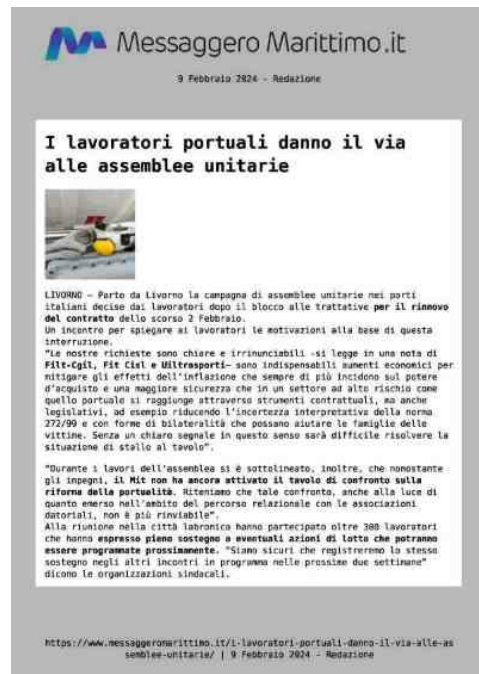 Messaggero Marittimo.it
9 Febbraio 2024 - Redazione
I lavoratori portuali danno il via
alle assemblee unitarie
LIVORNO – Parto da Livorno la campagna di assemblee unitarie nei porti
italiani decise dai lavoratori dopo il blocco alle trattative per il rinnovo
del contratto dello scorso 2 Febbraio.
Un incontro per spiegare ai lavoratori le motivazioni alla base di questa
interruzione.
"Le nostre richieste sono chiare e irrinunciabili -si legge in una nota di
Filt-Cgil, Fit Cisl e Uiltrasporti– sono indispensabili aumenti economici per
mitigare gli effetti dell'inflazione che sempre di più incidono sul potere
d'acquisto e una maggiore sicurezza che in un settore ad alto rischio come
quello portuale si raggiunge attraverso strumenti contrattuali, ma anche
legislativi, ad esempio riducendo l'incertezza interpretativa della norma
272/99 e con forme di bilateralità che possano aiutare le famiglie delle
vittime. Senza un chiaro segnale in questo senso sarà difficile risolvere la
situazione di stallo al tavolo".
"Durante i lavori dell'assemblea si è sottolineato, inoltre, che nonostante
gli impegni, il Mit non ha ancora attivato il tavolo di confronto sulla
riforma della portualità. Riteniamo che tale confronto, anche alla luce di
quanto emerso nell'ambito del percorso relazionale con le associazioni
datoriali, non è più rinviabile".
Alla riunione nella città labronica hanno partecipato oltre 300 lavoratori
che hanno espresso pieno sostegno a eventuali azioni di lotta che potranno
essere programmate prossimamente. "Siamo sicuri che registreremo lo stesso
sostegno negli altri incontri in programma nelle prossime due settimane"
dicono le organizzazioni sindacali.
https://www.messaggeromarittimo.it/i-lavoratori-portuali-danno-il-via-alle-as
semblee-unitarie/ | 9 Febbraio 2024 - Redazione